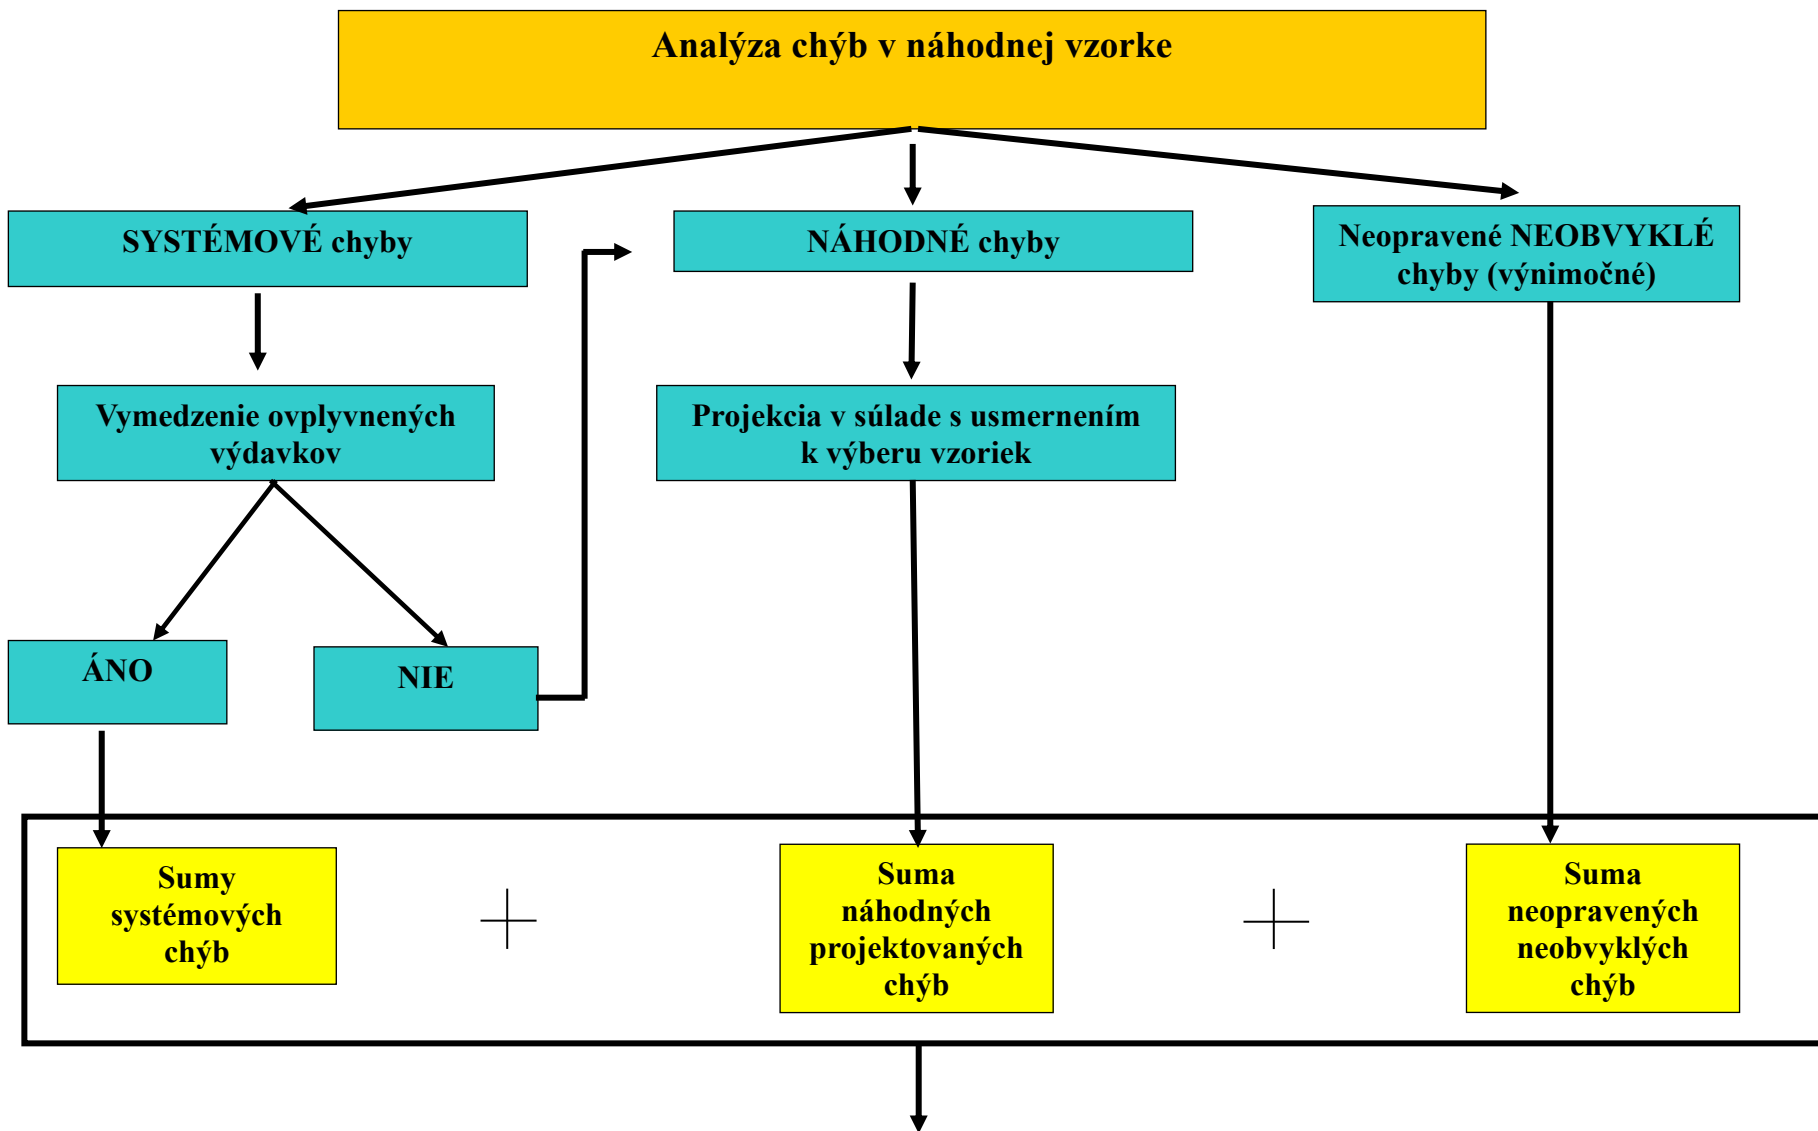 Analýza chýb v náhodnej vzorke
SYSTÉMOVÉ chyby
NÁHODNÉ chyby
Neopravené NEOBVYKLÉ
chyby (výnimočné)
Vymedzenie ovplyvnených
výdavkov
Projekcia v súlade s usmernením
k výberu vzoriek
ÁNO
NIE
Sumy
systémových
chýb
Suma
náhodných
projektovaných
chýb
Suma
neopravených
neobvyklých
chýb